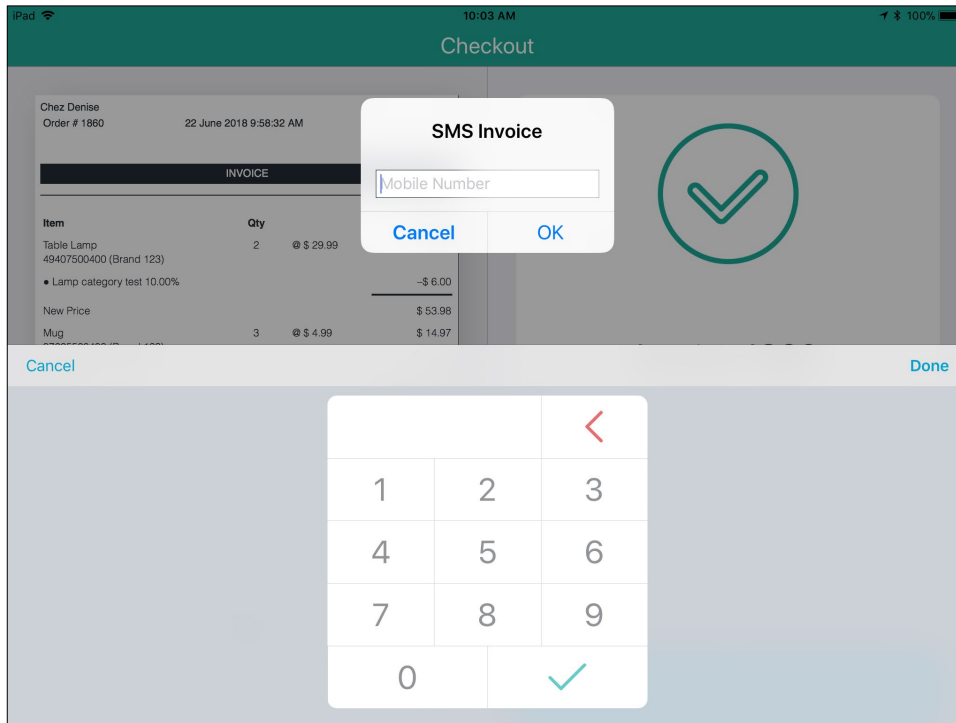 iPad 10:03 AM 100%
Checkout
Chez Denise
Order # 1860 22 June 2018 9:58:32 AM
INVOICE
Item Qty
Table Lamp 2 @ $ 29.99
49407500400 (Brand 123)
● Lamp category test 10.00% –$ 6.00
New Price $ 53.98
Mug 3 @ $ 4.99 $ 14.97
SMS Invoice
Mobile Number
Cancel OK
Cancel Done
1 2 3
4 5 6
7 8 9
0